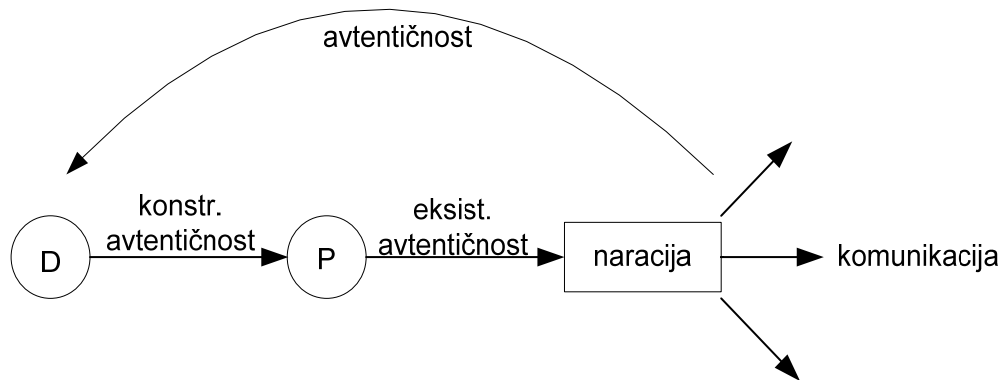 avtentičnost
konstr.
avtentičnost
eksist.
avtentičnost
D
P
naracija
komunikacija